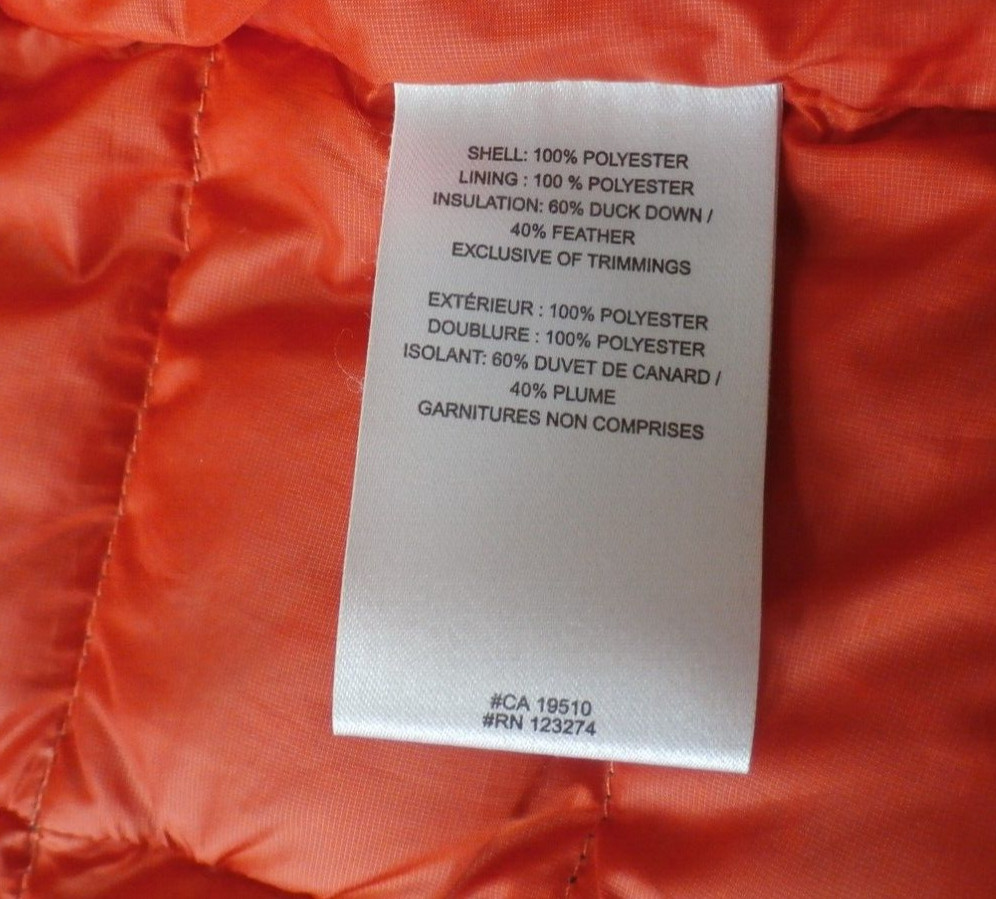 SHELL: 100% POLYESTER
LINING : 100 % POLYESTER
INSULATION: 60% DUCK DOWN /
40% FEATHER
EXCLUSIVE OF TRIMMINGS
EXTÉRIEUR : 100% POLYESTER
DOUBLURE : 100% POLYESTER
ISOLANT: 60% DUVET DE CANARD /
40% PLUME
GARNITURES NON COMPRISES
#CA 19510
#RN 123274